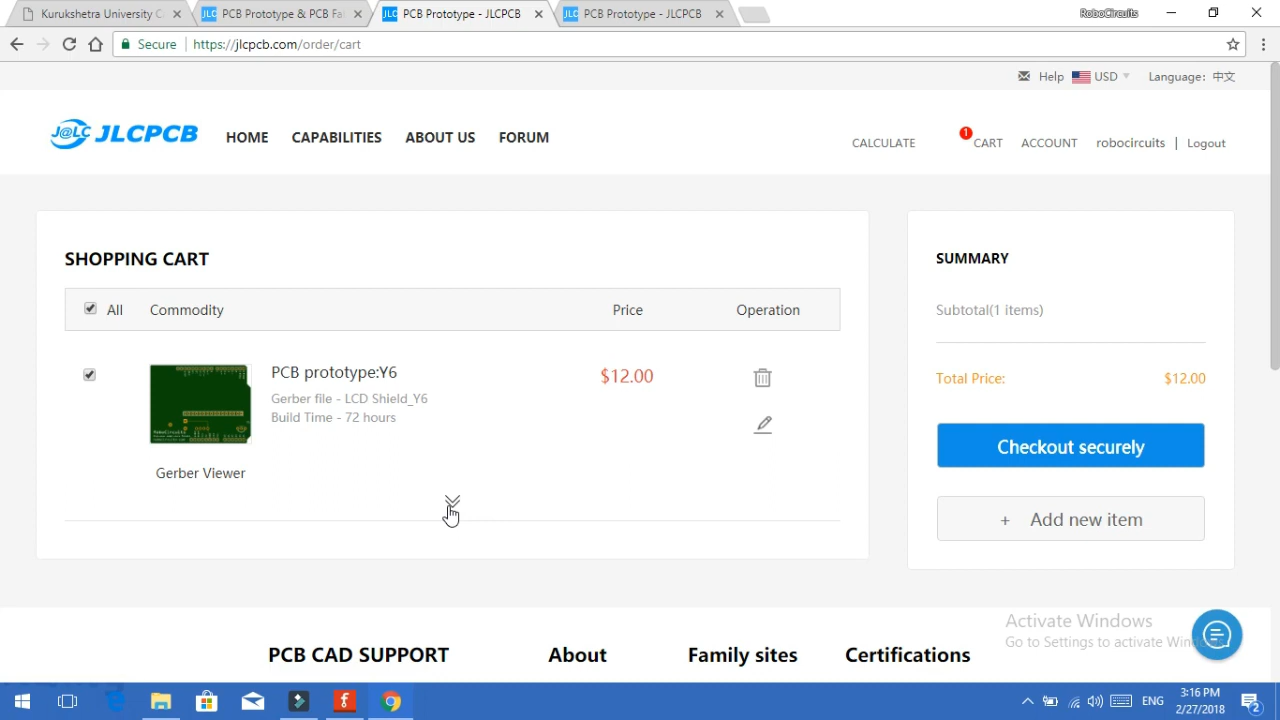 Kurukshetra University C
PCB Prototype & PCB Fa
PCB Prototype - JLCPCB
PCB Prototype - JLCPCB
RoboCircuits
Secure
https://jlcpcb.com/order/cart
Help
USD
Language: 中文
J@LC JLCPCB
HOME
CAPABILITIES
ABOUT US
FORUM
CALCULATE
1
CART
ACCOUNT
robocircuits | Logout
SHOPPING CART
All
Commodity
Price
Operation
PCB prototype:Y6
$12.00
Gerber file - LCD Shield_Y6
Build Time - 72 hours
Gerber Viewer
SUMMARY
Subtotal(1 items)
Total Price:
$12.00
Checkout securely
+ Add new item
Activate Windows
Go to Settings to activate Win
PCB CAD SUPPORT
About
Family sites
Certifications
ENG
3:16 PM
2/27/2018
2